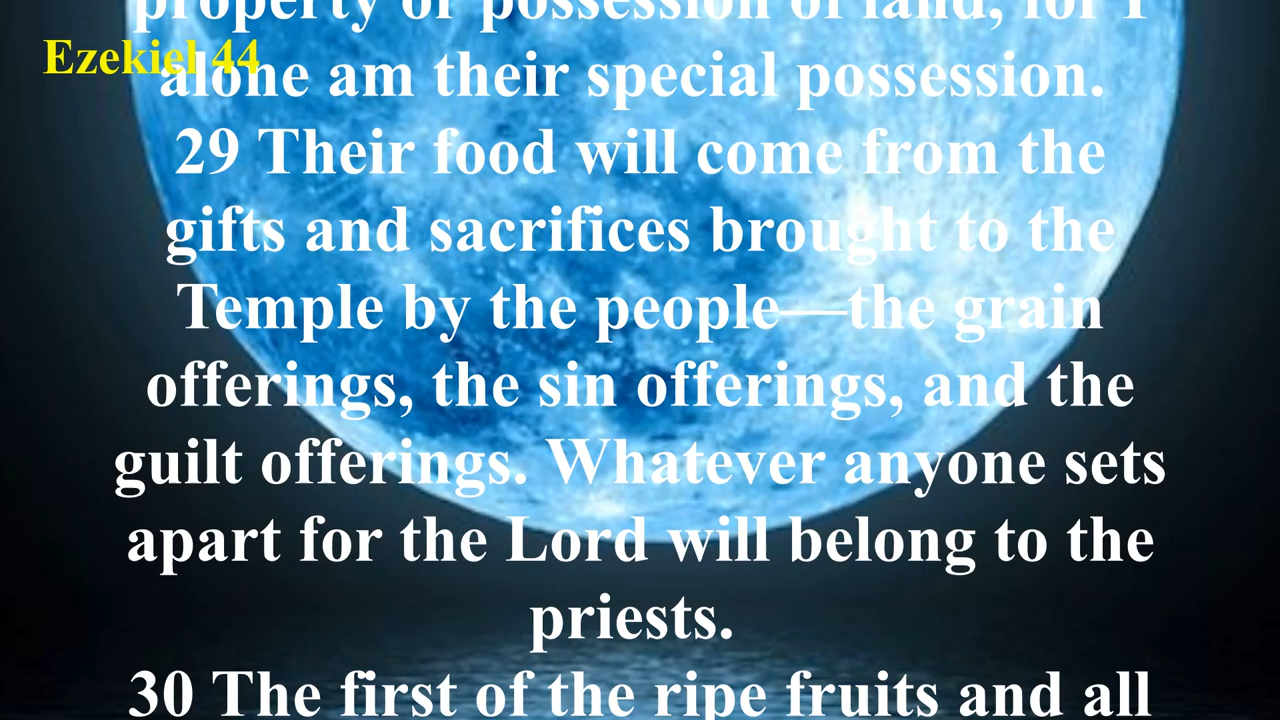 property or possession of land, for I
Ezekiel 44
alone am their special possession.
29 Their food will come from the
gifts and sacrifices brought to the
Temple by the people—the grain
offerings, the sin offerings, and the
guilt offerings. Whatever anyone sets
apart for the Lord will belong to the
priests.
30 The first of the ripe fruits and all